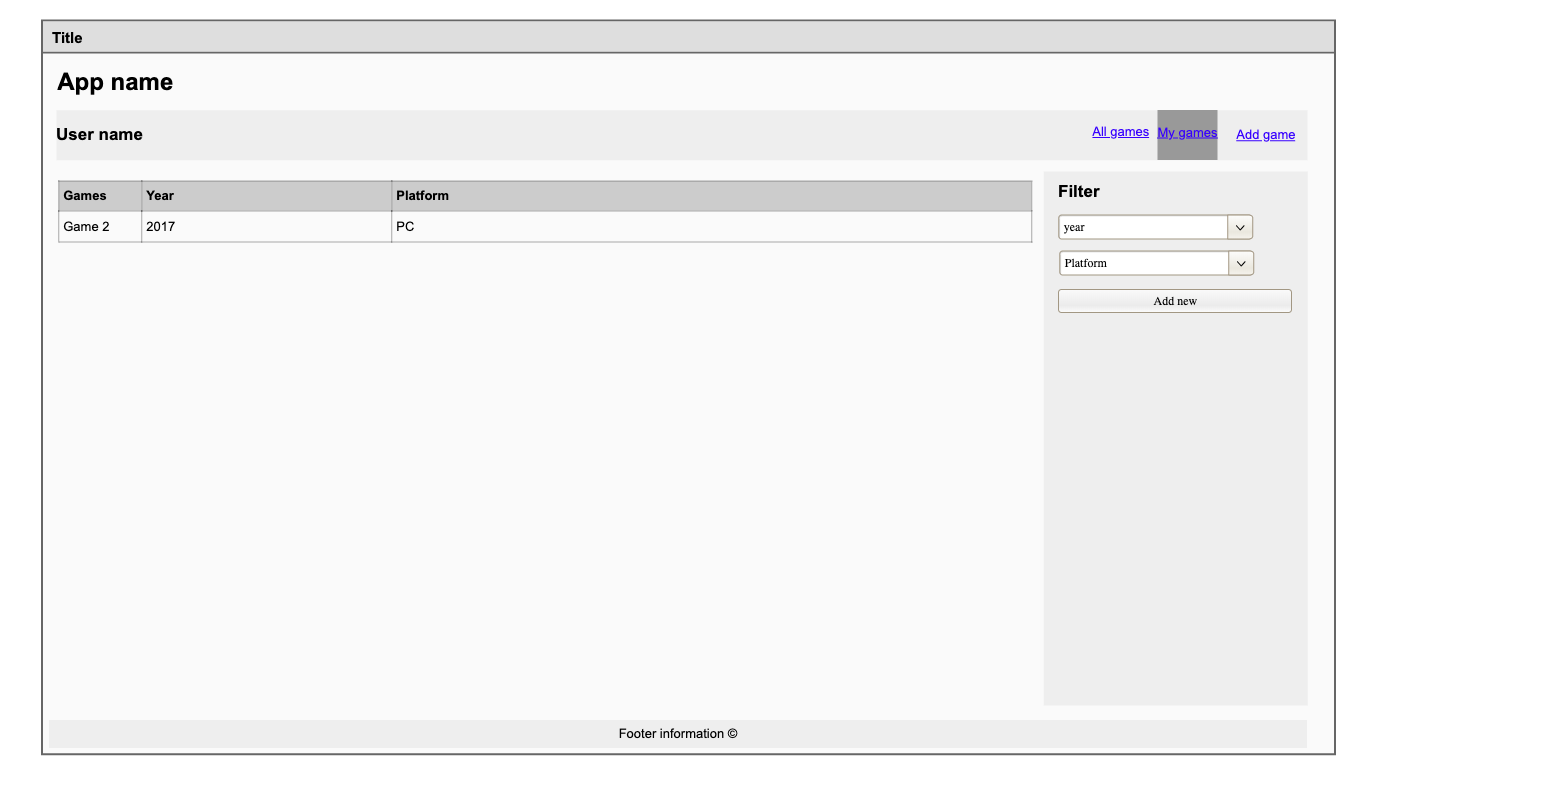 Title
App name
User name
All games My games Add game
Games Year Platform
Game 2 2017 PC
Filter
year
Platform
Add new
Footer information ©